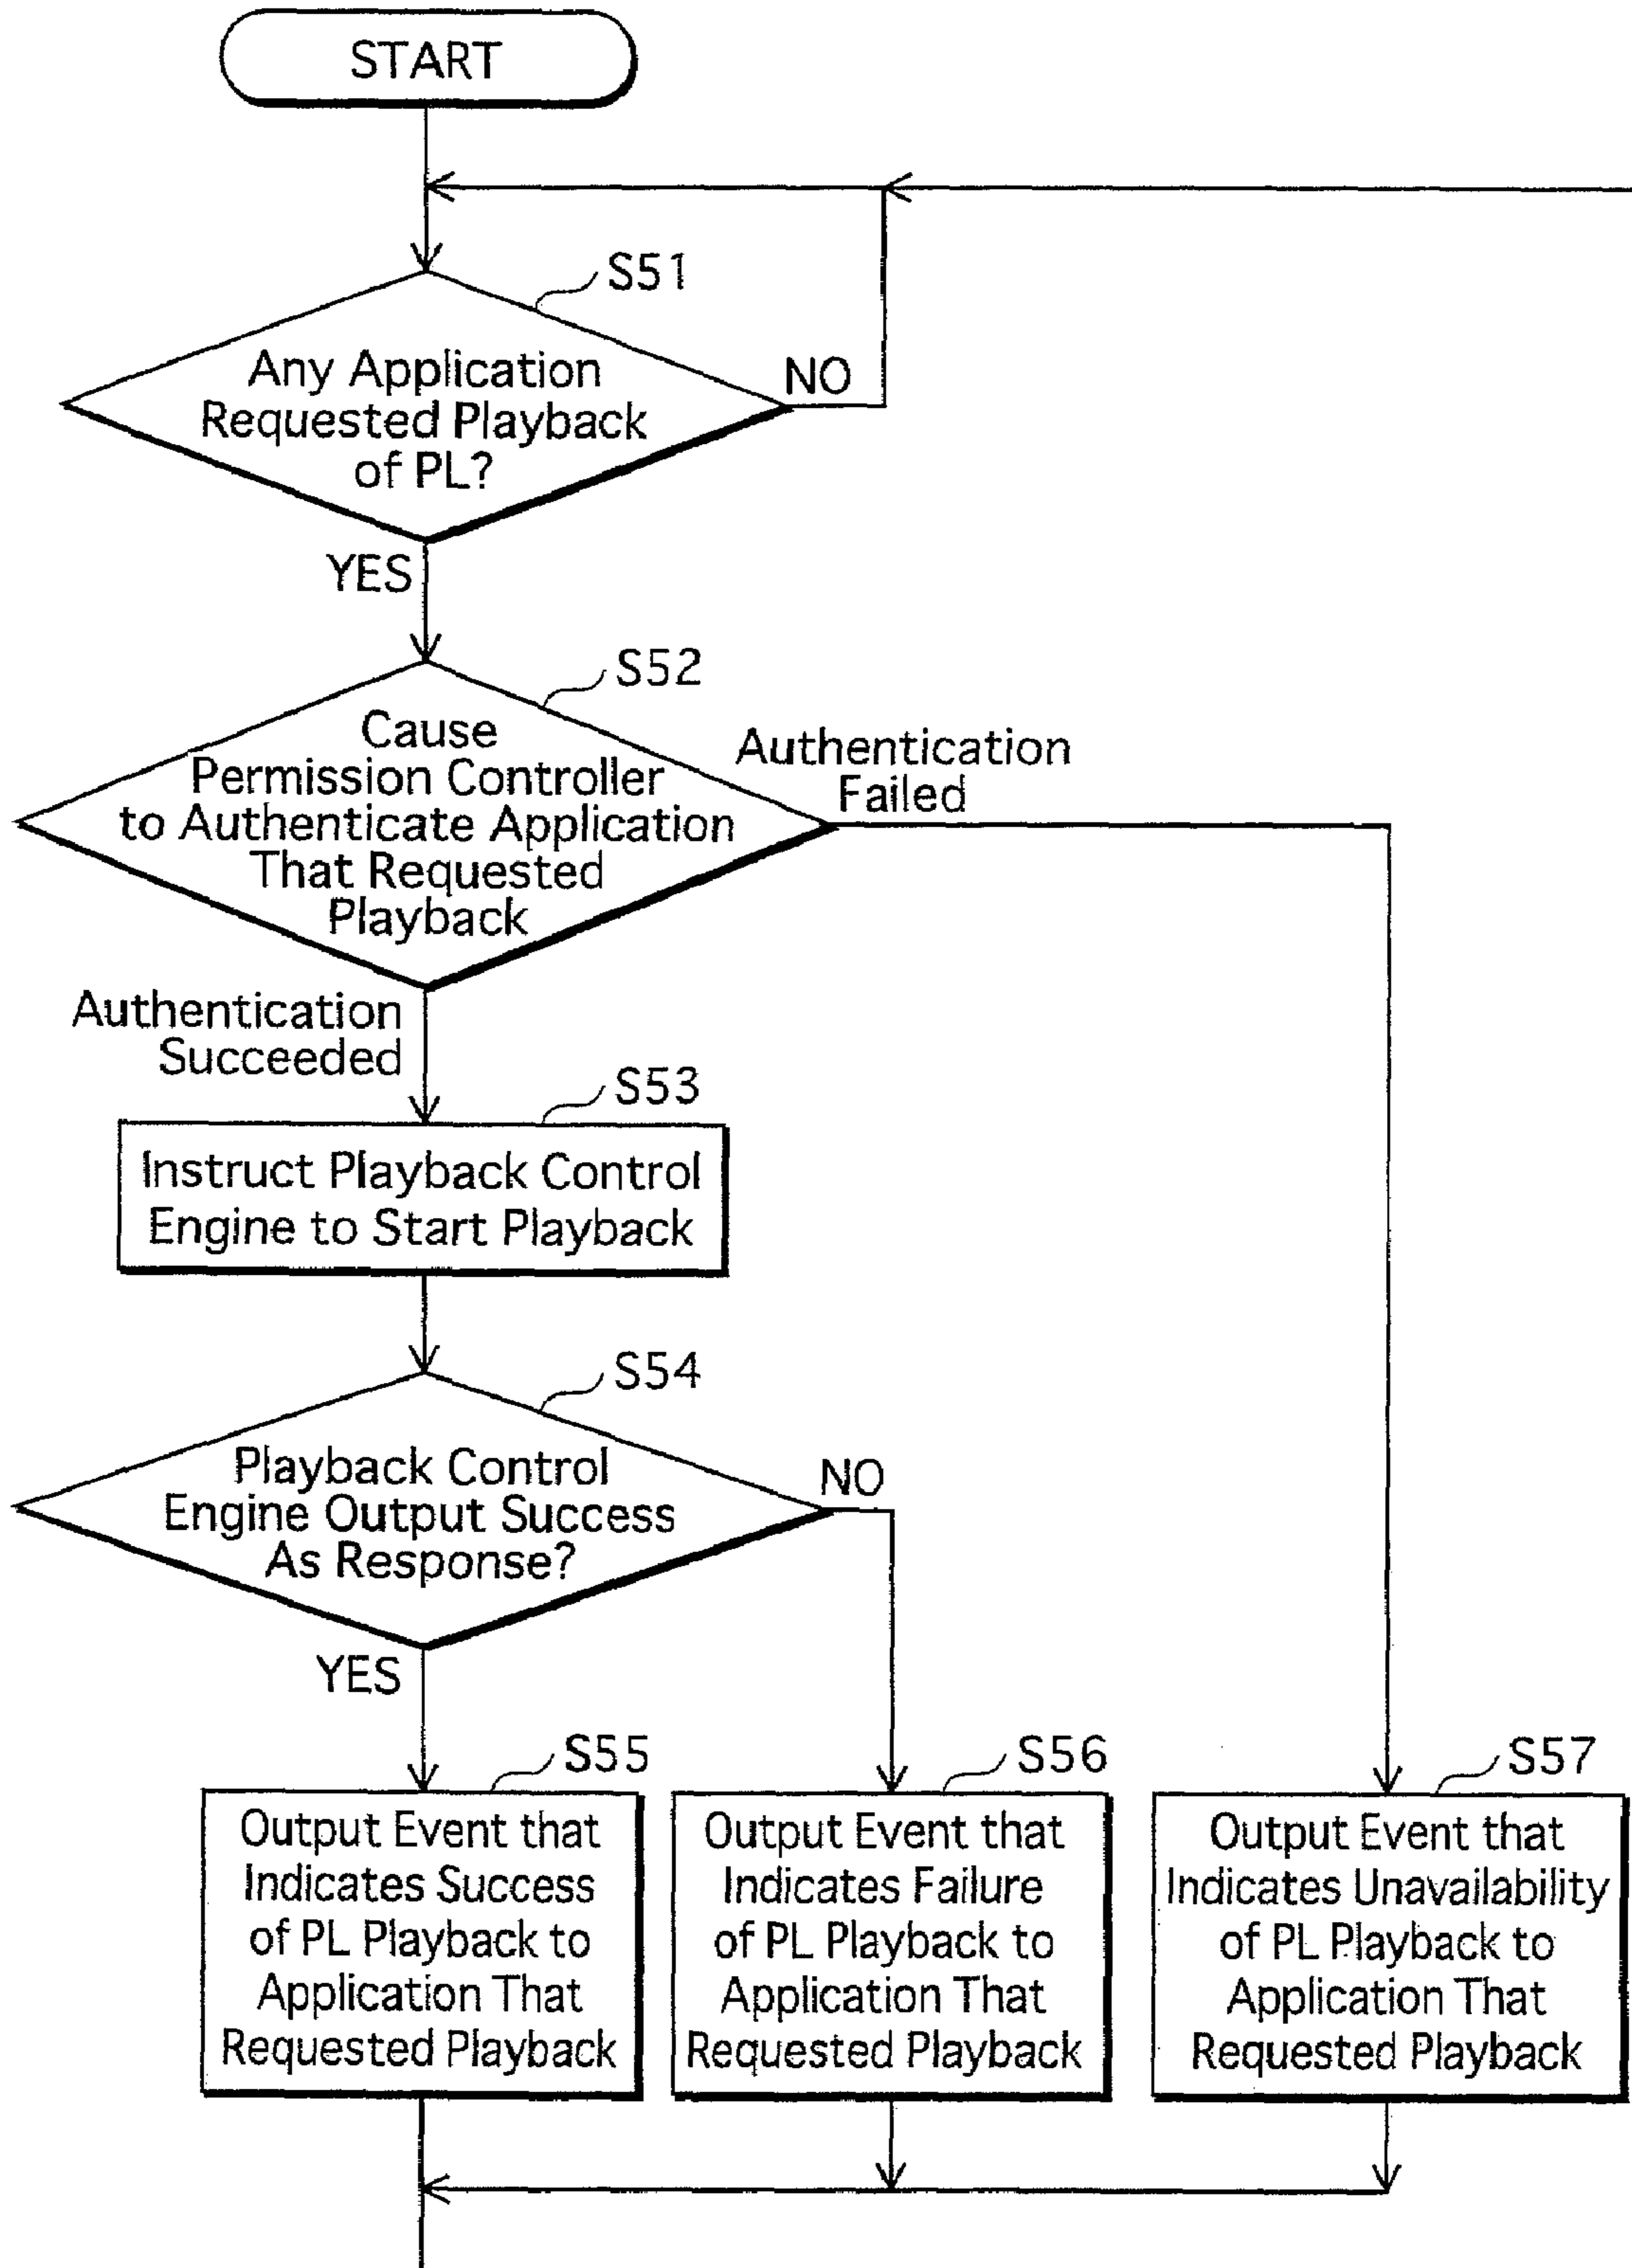 START
S51
Any Application
Requested Playback
of PL?
NO
YES
S52
Cause
Permission Controller
to Authenticate Application
That Requested
Playback
Authentication
Failed
Authentication
Succeeded
S53
Instruct Playback Control
Engine to Start Playback
S54
Playback Control
Engine Output Success
As Response?
NO
YES
S55
Output Event that
Indicates Success
of PL Playback to
Application That
Requested Playback
S56
Output Event that
Indicates Failure
of PL Playback to
Application That
Requested Playback
S57
Output Event that
Indicates Unavailability
of PL Playback to
Application That
Requested Playback